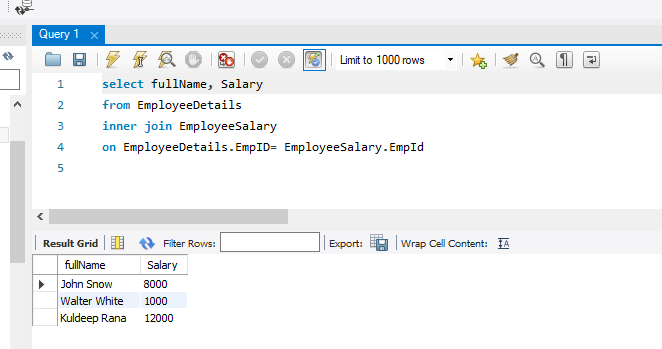 Query 1
Limit to 1000 rows
1 select fullName, Salary
2 from EmployeeDetails
3 inner join EmployeeSalary
4 on EmployeeDetails.EmpID= EmployeeSalary.EmpId
5
Result Grid Filter Rows: Export: Wrap Cell Content:
fullName Salary
John Snow 8000
Walter White 1000
Kuldeep Rana 12000